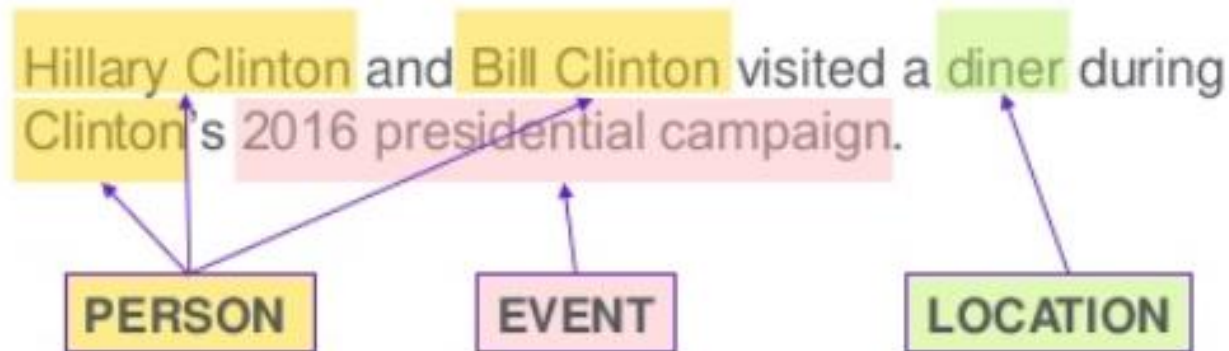 Hillary Clinton and Bill Clinton visited a diner during
Clinton's 2016 presidential campaign.
PERSON EVENT LOCATION